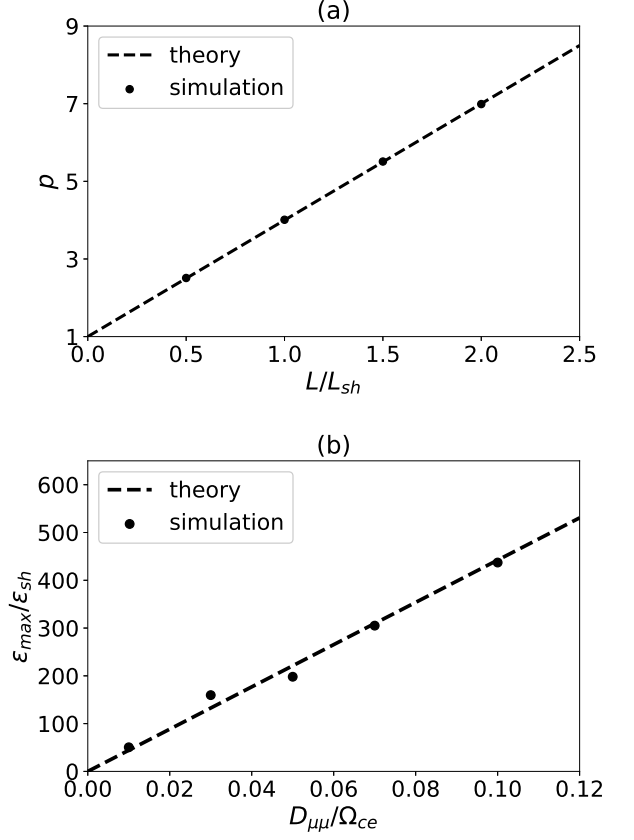 (a)
9
7
5
3
1
p
theory
simulation
0.0 0.5 1.0 1.5 2.0 2.5
L/L_sh
(b)
600
500
400
300
200
100
0
ε_max/ε_sh
theory
simulation
0.00 0.02 0.04 0.06 0.08 0.10 0.12
D_μμ/Ω_ce